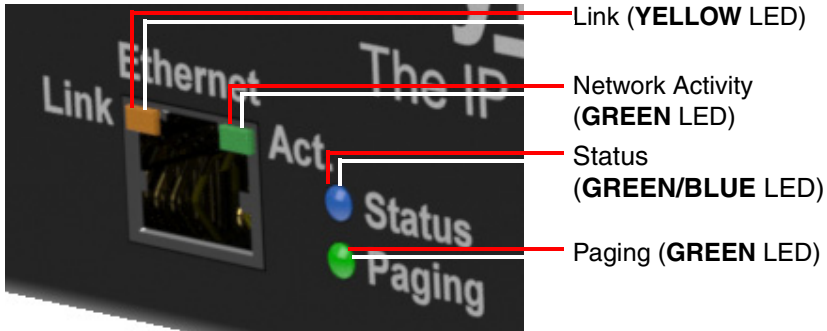 Link (YELLOW LED)
Ethernet
The IP
Link
Network Activity
(GREEN LED)
Act.
Status
(GREEN/BLUE LED)
Status
Paging (GREEN LED)
Paging